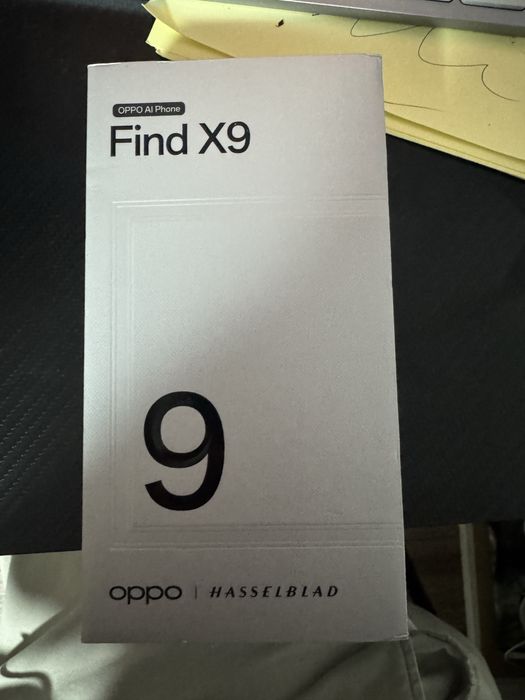 OPPO AI Phone
Find X9
9
oppo | HASSELBLAD